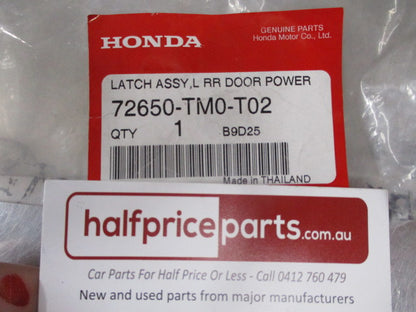 HONDA
GENUINE PARTS
Honda Motor Co., Ltd.
LATCH ASSY,L RR DOOR POWER
72650-TM0-T02
QTY 1 B9D25
Made in THAILAND
halfpriceparts.com.au
Car Parts For Half Price Or Less - Call 0412 760 479
New and used parts from major manufacturers